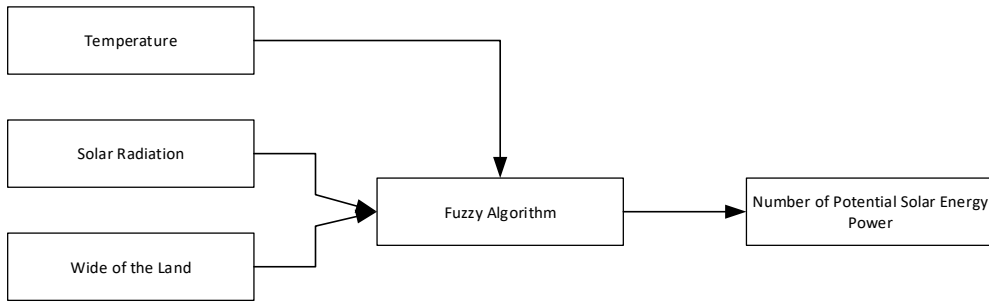 Temperature
Solar Radiation
Wide of the Land
Fuzzy Algorithm
Number of Potential Solar Energy
Power